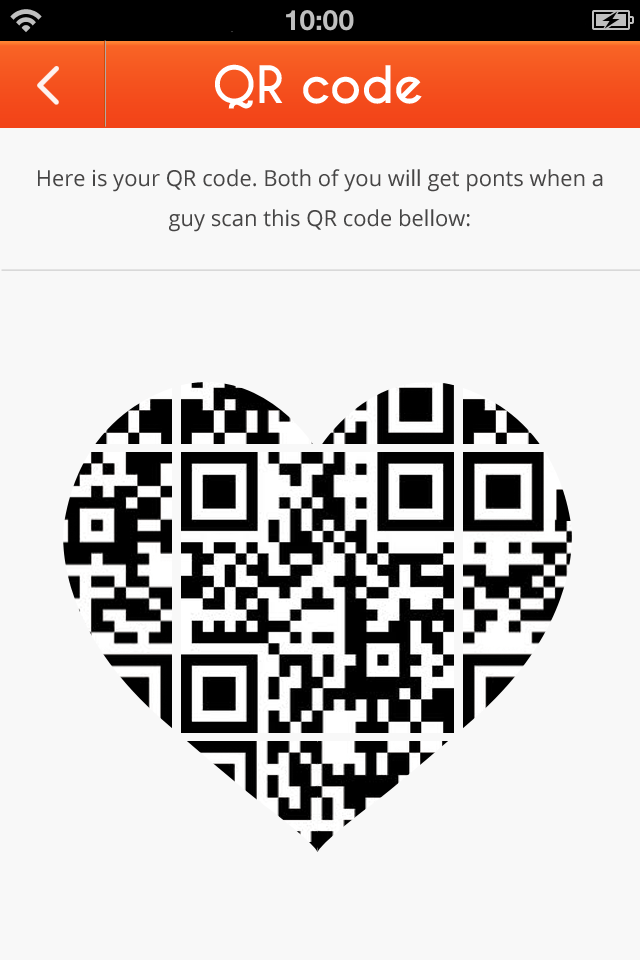 10:00
QR code
Here is your QR code. Both of you will get ponts when a
guy scan this QR code bellow: